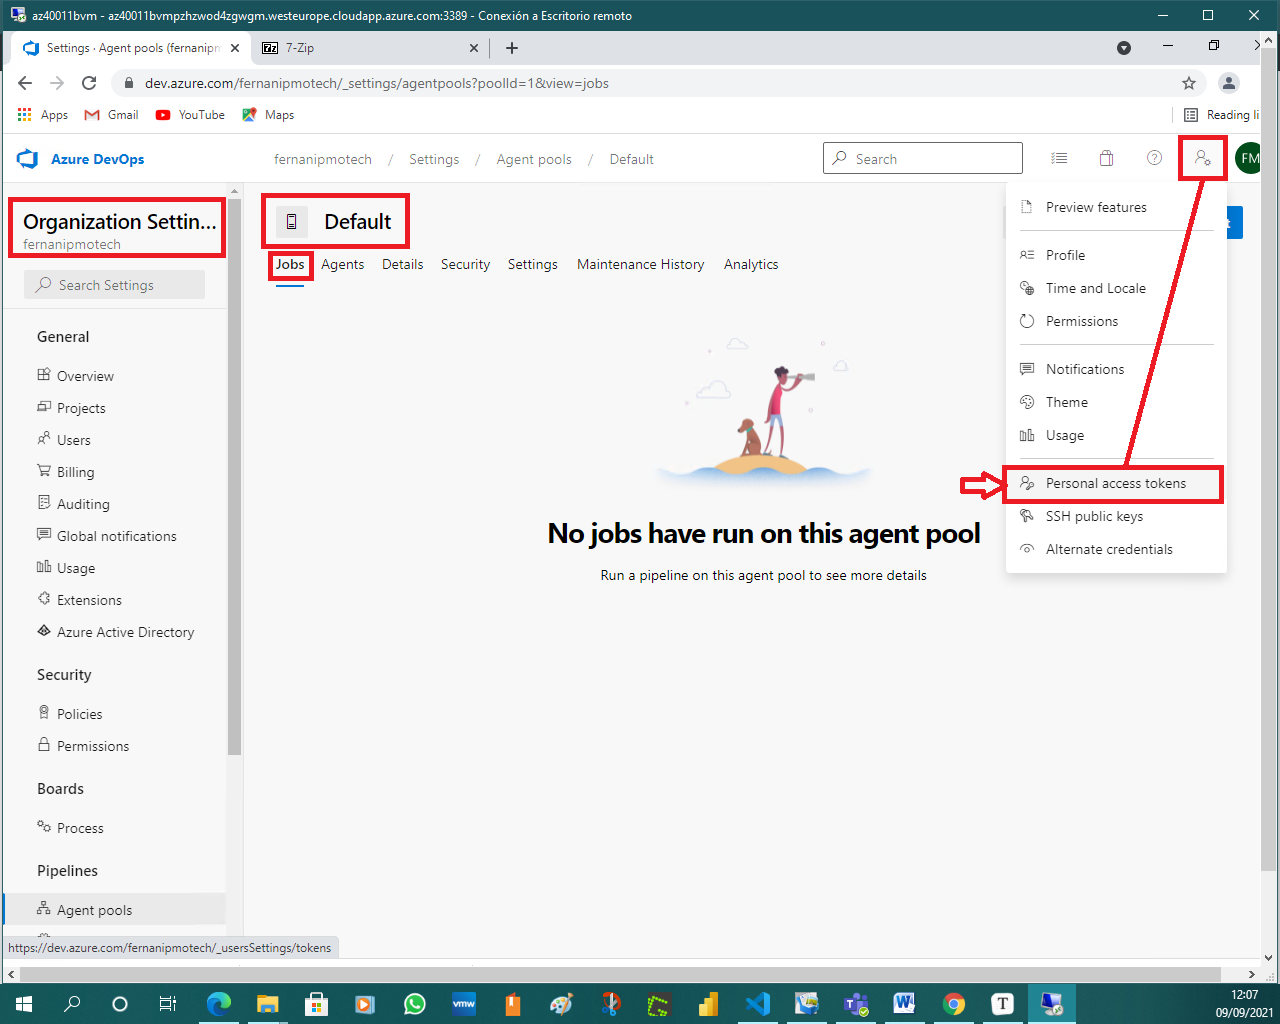 az40011bvm - az40011bvmpzhzwod4zgwgm.westeurope.cloudapp.azure.com:3389 - Conexión a Escritorio remoto
Settings · Agent pools (fernanipm
7-Zip
dev.azure.com/fernanipmotech/_settings/agentpools?poolId=1&view=jobs
Apps Gmail YouTube Maps Reading li
Azure DevOps
fernanipmotech / Settings / Agent pools / Default
Search
FM
Organization Settin...
fernanipmotech
Search Settings
General
Overview
Projects
Users
Billing
Auditing
Global notifications
Usage
Extensions
Azure Active Directory
Security
Policies
Permissions
Boards
Process
Pipelines
Agent pools
https://dev.azure.com/fernanipmotech/_usersSettings/tokens
Default
Jobs Agents Details Security Settings Maintenance History Analytics
No jobs have run on this agent pool
Run a pipeline on this agent pool to see more details
Preview features
Profile
Time and Locale
Permissions
Notifications
Theme
Usage
Personal access tokens
SSH public keys
Alternate credentials
12:07
09/09/2021